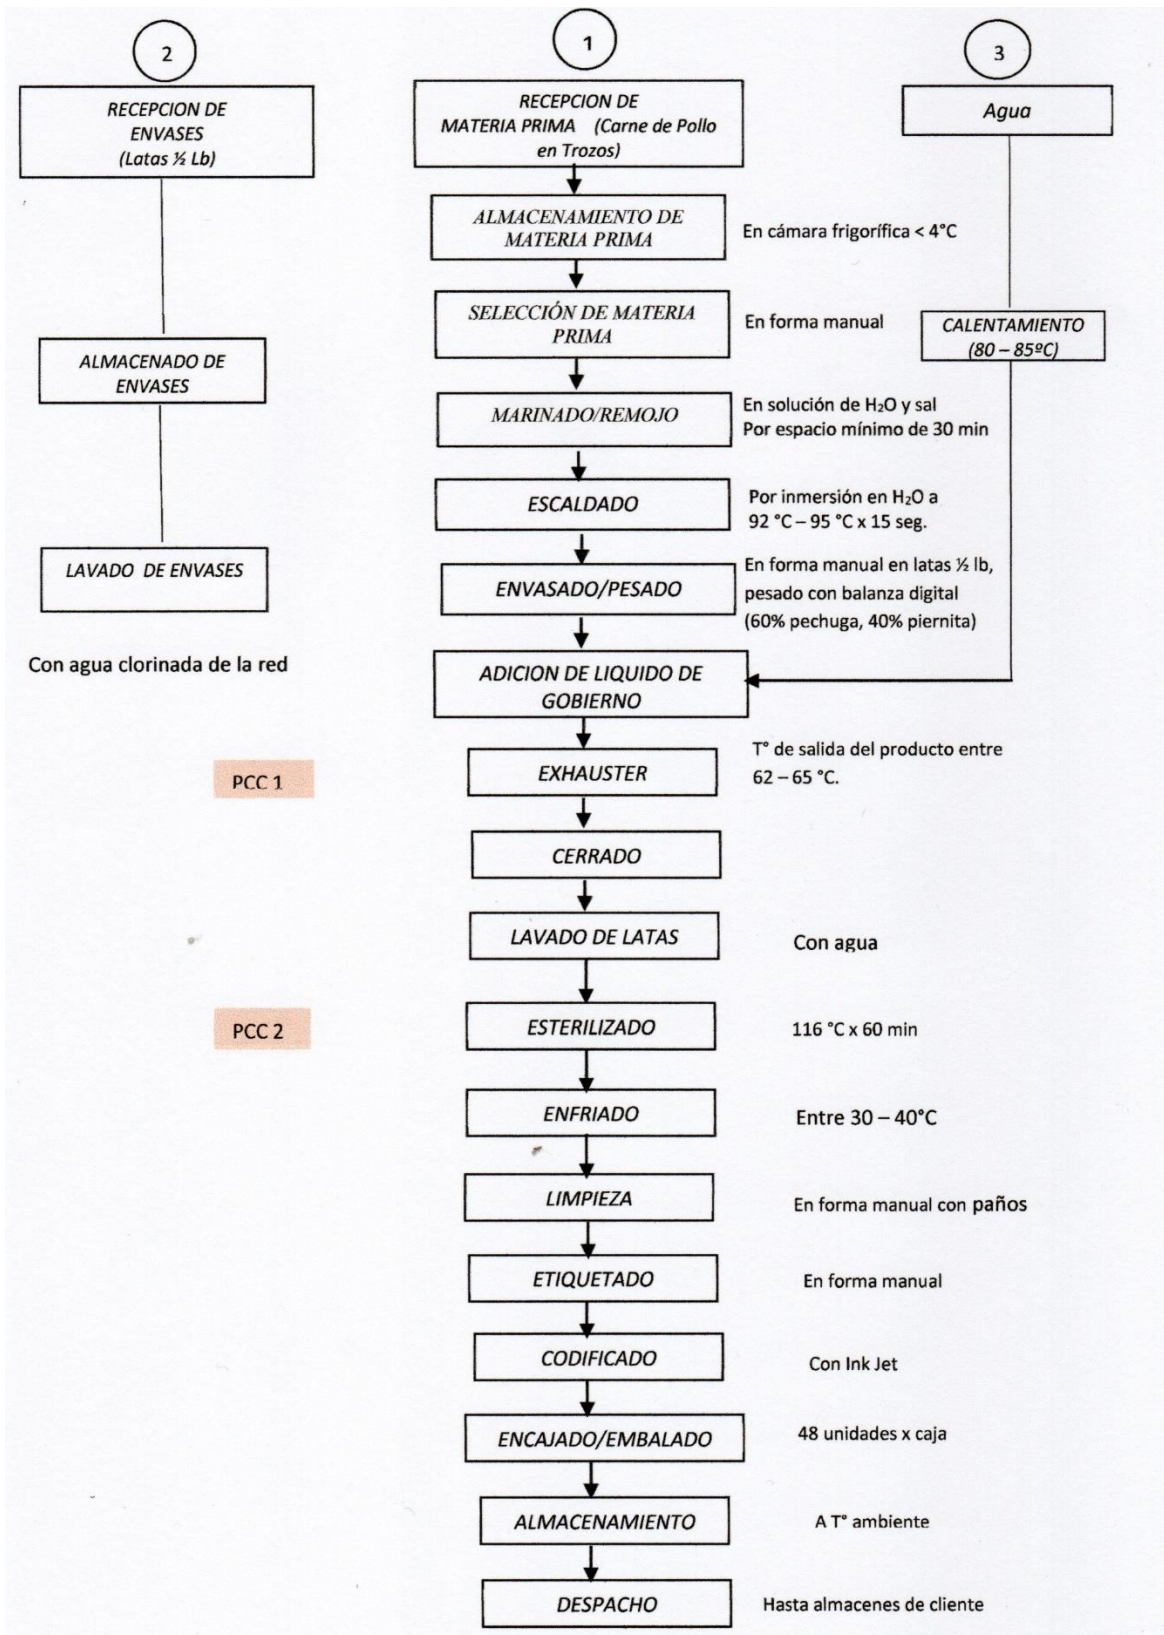 2
RECEPCION DE
ENVASES
(Latas ½ Lb)
ALMACENADO DE
ENVASES
LAVADO DE ENVASES
Con agua clorinada de la red
1
RECEPCION DE
MATERIA PRIMA (Carne de Pollo
en Trozos)
ALMACENAMIENTO DE
MATERIA PRIMA
En cámara frigorífica < 4°C
SELECCIÓN DE MATERIA
PRIMA
En forma manual
MARINADO/REMOJO
En solución de H₂O y sal
Por espacio mínimo de 30 min
ESCALDADO
Por inmersión en H₂O a
92 °C – 95 °C x 15 seg.
ENVASADO/PESADO
En forma manual en latas ½ lb,
pesado con balanza digital
(60% pechuga, 40% piernita)
3
Agua
CALENTAMIENTO
(80 – 85ºC)
ADICION DE LIQUIDO DE
GOBIERNO
PCC 1
EXHAUSTER
T° de salida del producto entre
62 – 65 °C.
CERRADO
LAVADO DE LATAS
Con agua
PCC 2
ESTERILIZADO
116 °C x 60 min
ENFRIADO
Entre 30 – 40°C
LIMPIEZA
En forma manual con paños
ETIQUETADO
En forma manual
CODIFICADO
Con Ink Jet
ENCAJADO/EMBALADO
48 unidades x caja
ALMACENAMIENTO
A T° ambiente
DESPACHO
Hasta almacenes de cliente